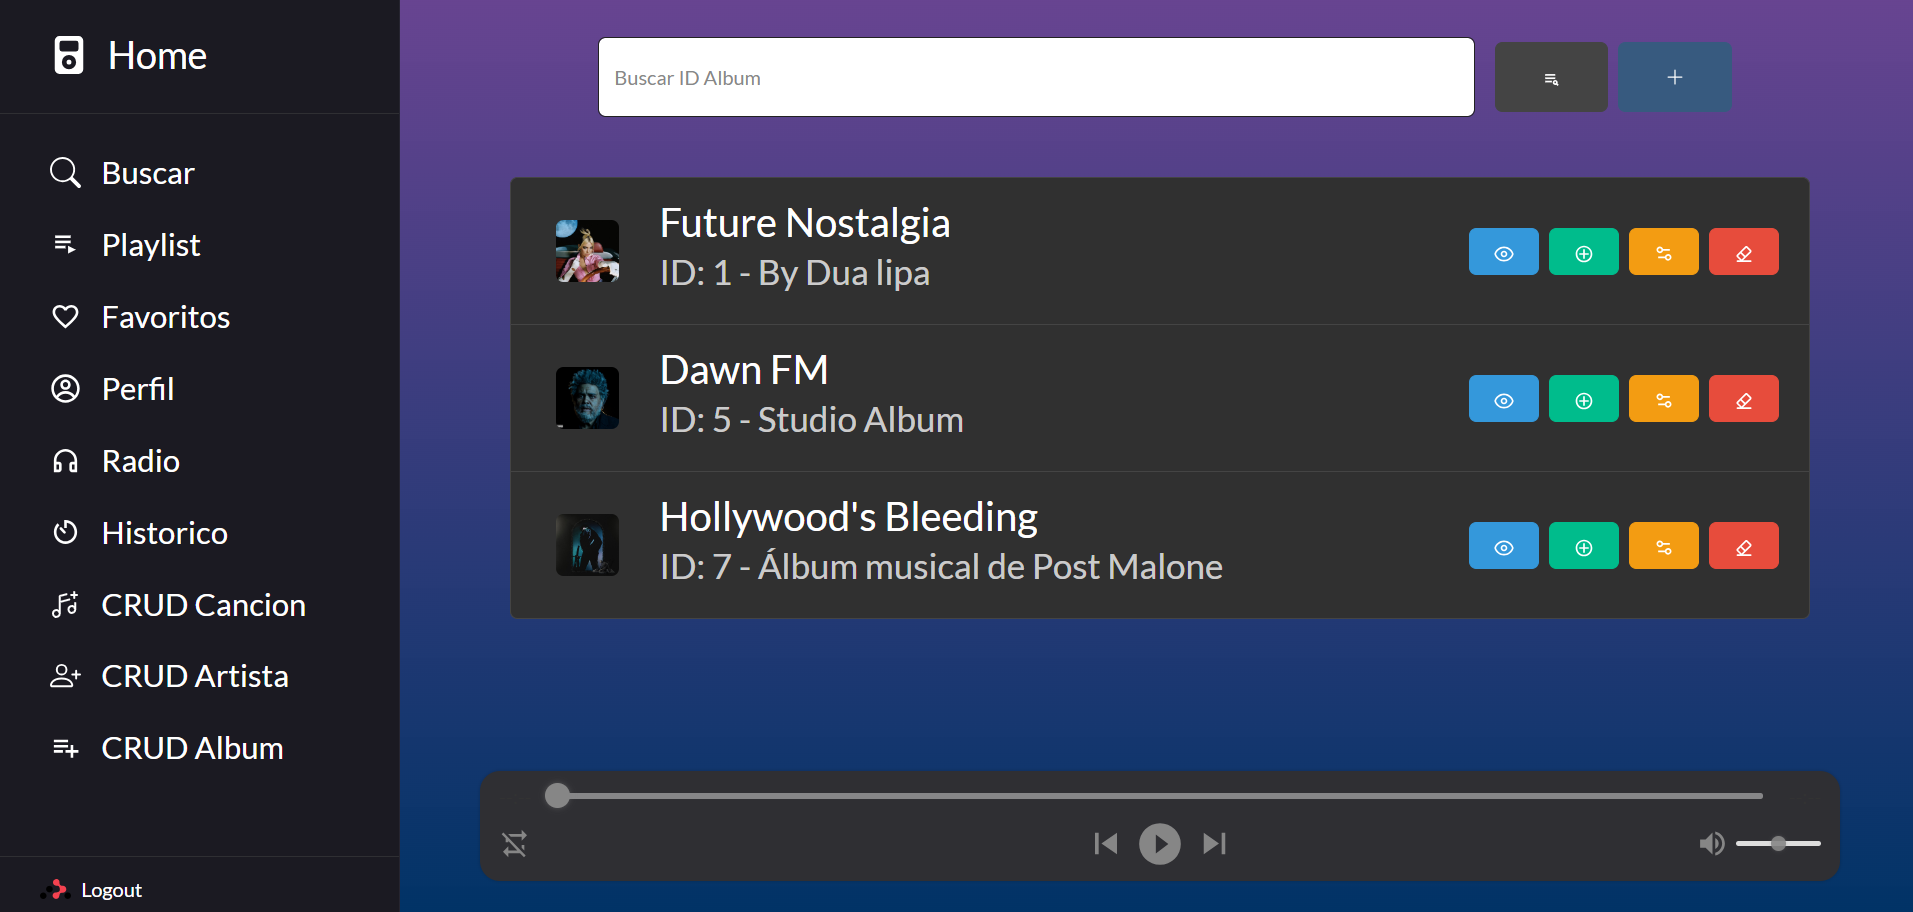 Home
Buscar
Playlist
Favoritos
Perfil
Radio
Historico
CRUD Cancion
CRUD Artista
CRUD Album
Logout
Buscar ID Album
Future Nostalgia
ID: 1 - By Dua lipa
Dawn FM
ID: 5 - Studio Album
Hollywood's Bleeding
ID: 7 - Álbum musical de Post Malone